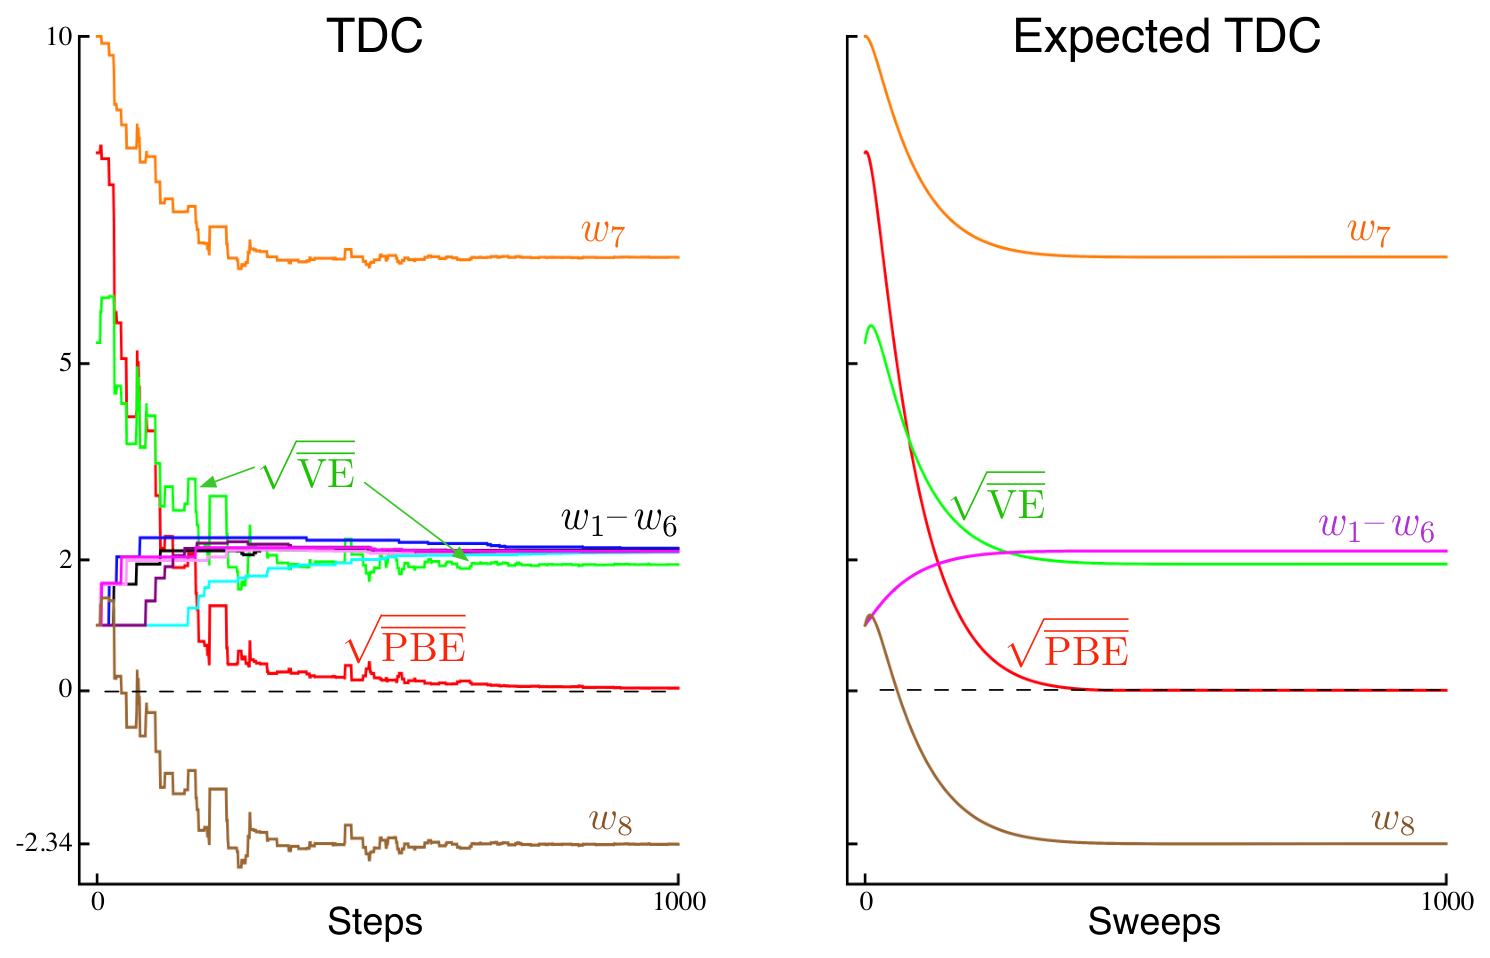 TDC
10
w7
5
√VE
w1–w6
2
√PBE
0
w8
-2.34
0
1000
Steps
Expected TDC
w7
√VE
w1–w6
√PBE
w8
0
1000
Sweeps